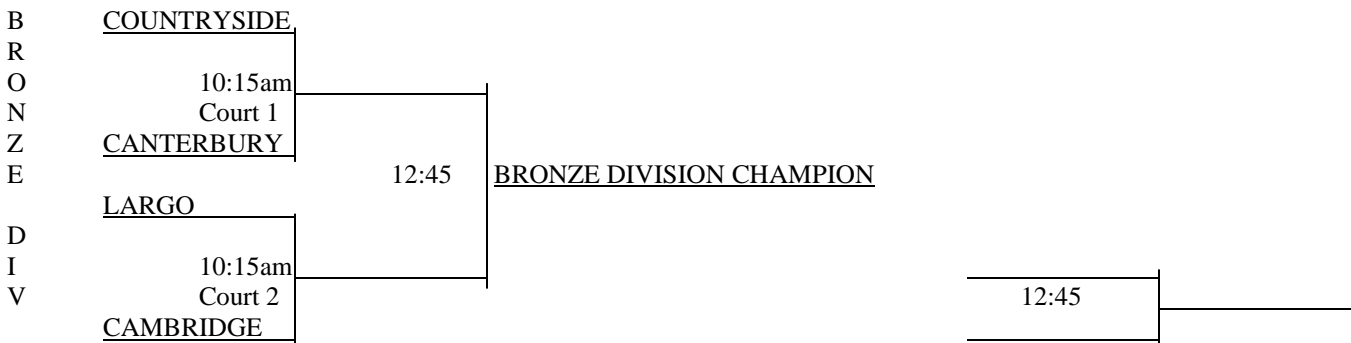 B COUNTRYSIDE
R
O 10:15am
N Court 1
Z CANTERBURY
E 12:45 BRONZE DIVISION CHAMPION
LARGO
D
I 10:15am
V Court 2 12:45
CAMBRIDGE